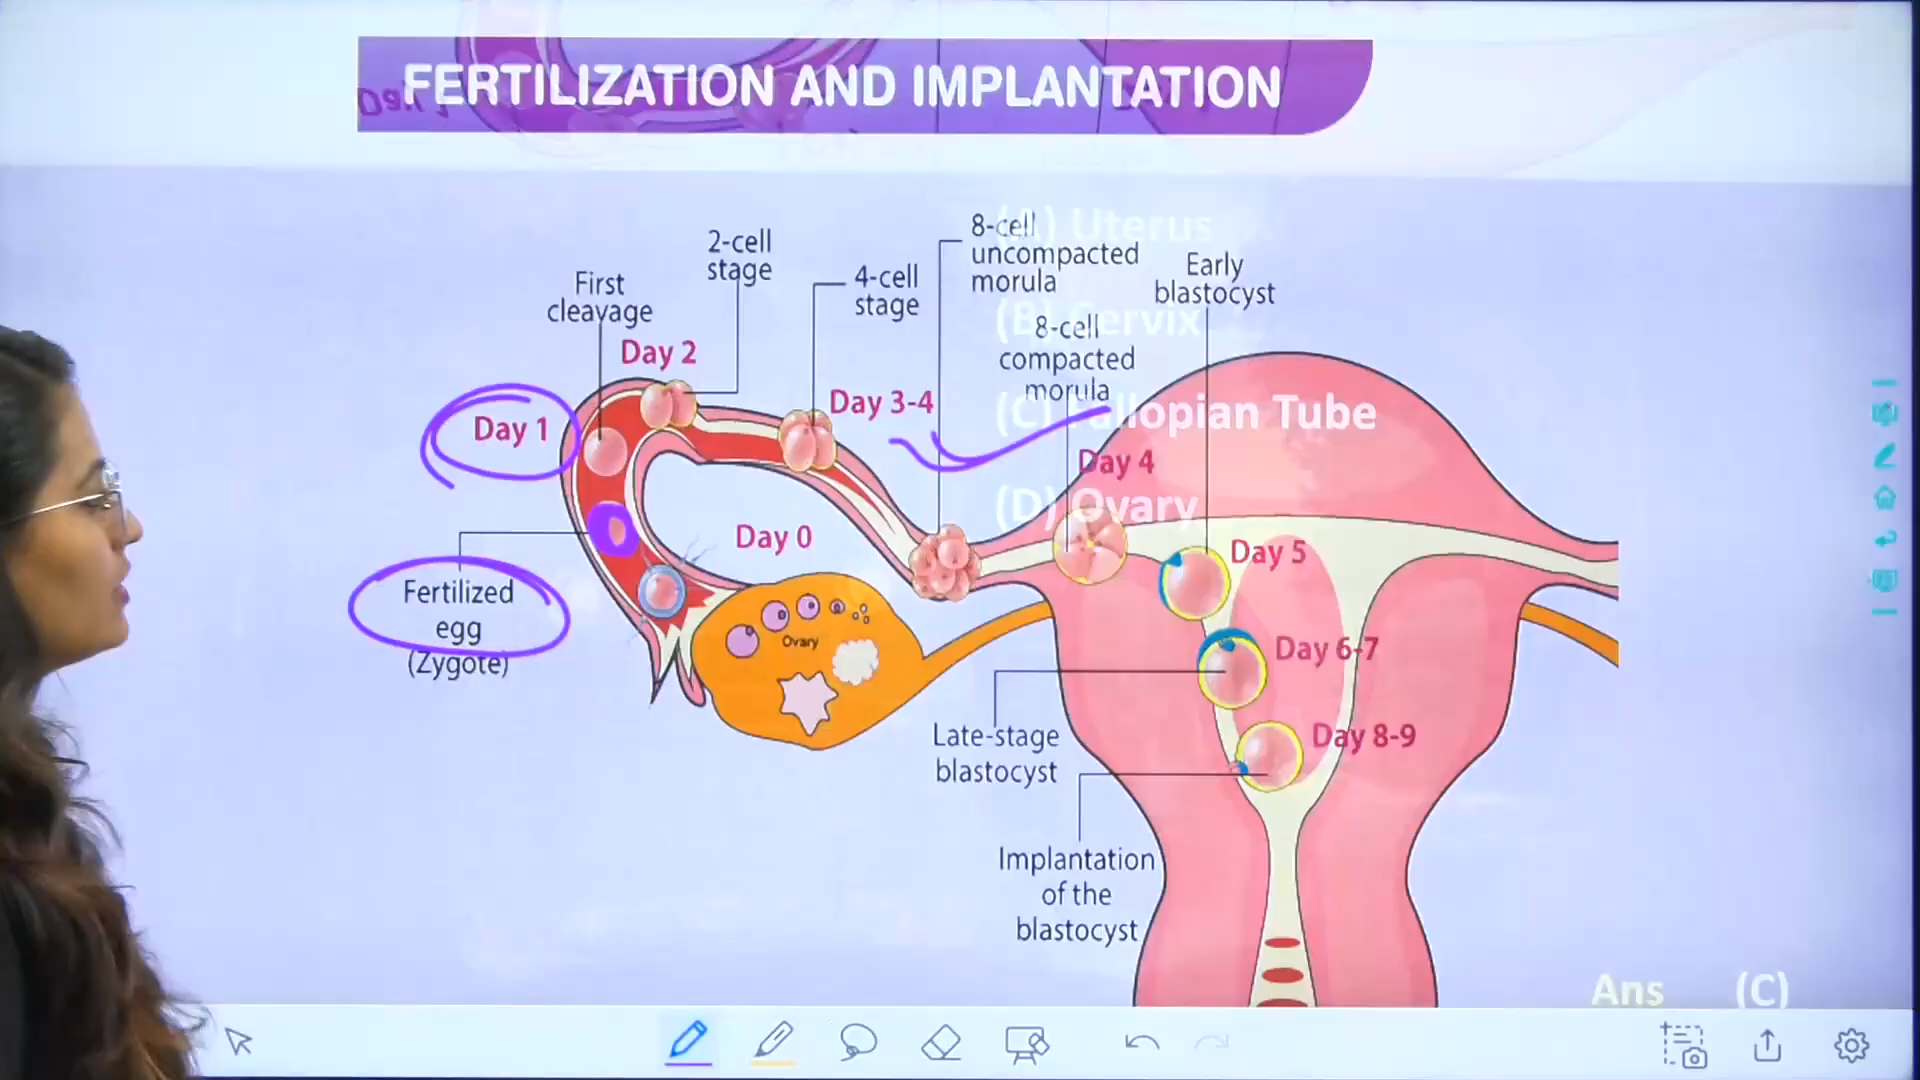 FERTILIZATION AND IMPLANTATION
Day
2-cell
stage
First
cleavage
4-cell
stage
8-cell
uncompacted
morula
Early
blastocyst
8-cell
compacted
morula
(A) Uterus
(B) Cervix
(C) Fallopian Tube
(D) Ovary
Day 2
Day 1
Day 3-4
Day 4
Day 0
Day 5
Fertilized
egg
(Zygote)
Ovary
Day 6-7
Late-stage
blastocyst
Day 8-9
Implantation
of the
blastocyst
Ans (C)